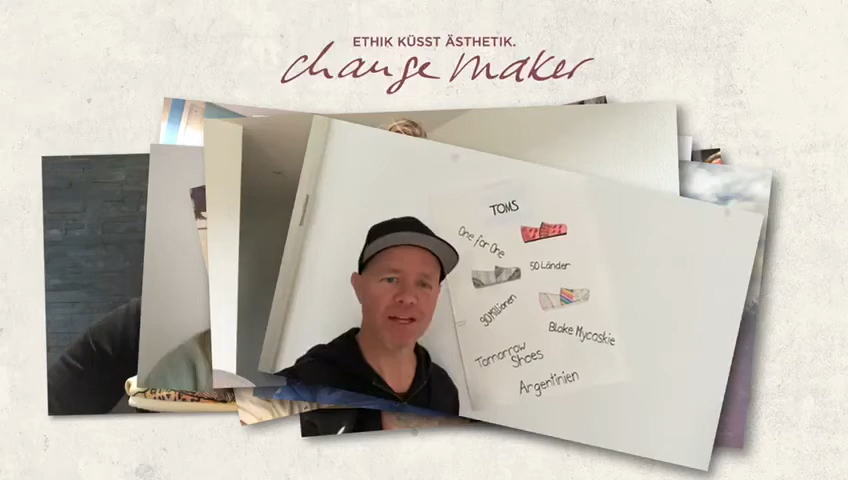 ETHIK KÜSST ÄSTHETIK.
change maker
TOMS
One for One
50 Länder
90 Millionen
Blake Mycoskie
Tomorrow
Shoes
Argentinien